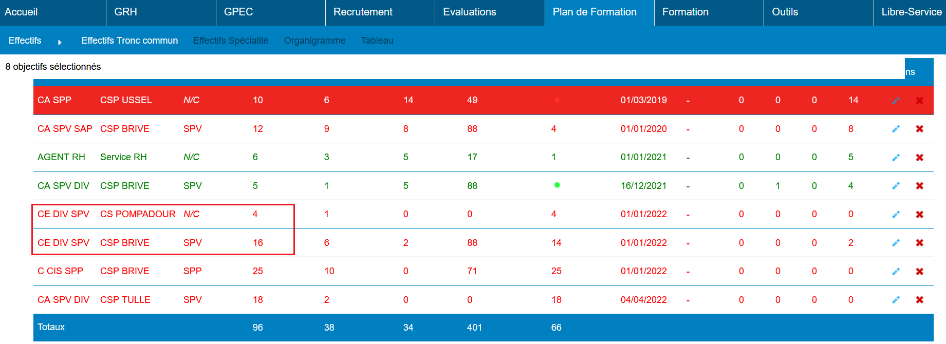 Accueil GRH GPEC Recrutement Evaluations Plan de Formation Formation Outils Libre-Service
Effectifs Effectifs Tronc commun Effectifs Spécialité Organigramme Tableau
8 objectifs sélectionnés
ns
CA SPP CSP USSEL N/C 10 6 14 49 01/03/2019 - 0 0 0 14
CA SPV SAP CSP BRIVE SPV 12 9 8 88 4 01/01/2020 - 0 0 0 8
AGENT RH Service RH N/C 6 3 5 17 1 01/01/2021 - 0 0 0 5
CA SPV DIV CSP BRIVE SPV 5 1 5 88 16/12/2021 - 0 1 0 4
CE DIV SPV CS POMPADOUR N/C 4 1 0 0 4 01/01/2022 - 0 0 0 0
CE DIV SPV CSP BRIVE SPV 16 6 2 88 14 01/01/2022 - 0 0 0 2
C CIS SPP CSP BRIVE SPP 25 10 0 71 25 01/01/2022 - 0 0 0 0
CA SPV DIV CSP TULLE SPV 18 2 0 0 18 04/04/2022 - 0 0 0 0
Totaux 96 38 34 401 66